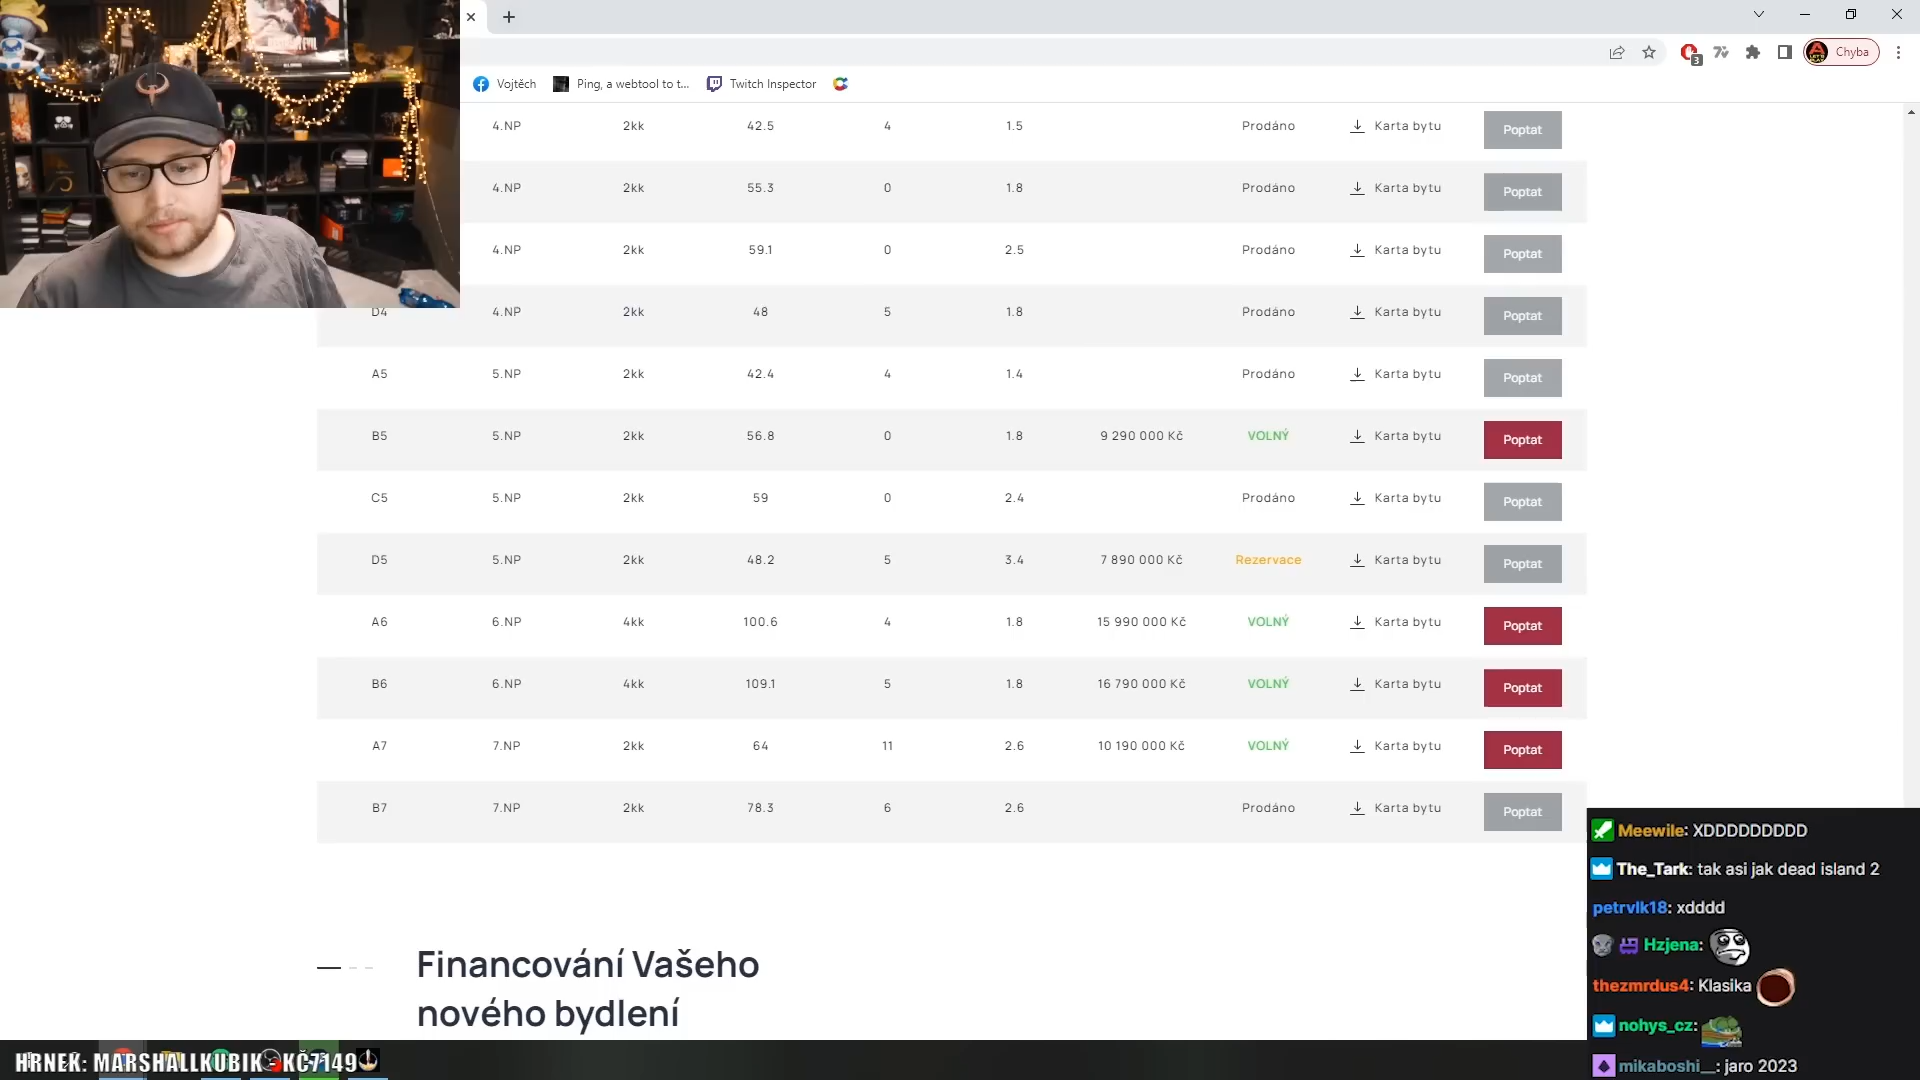 Chyba
3
Vojtěch
Ping, a webtool to t...
Twitch Inspector
4.NP 2kk 42.5 4 1.5 Prodáno Karta bytu Poptat
4.NP 2kk 55.3 0 1.8 Prodáno Karta bytu Poptat
4.NP 2kk 59.1 0 2.5 Prodáno Karta bytu Poptat
D4 4.NP 2kk 48 5 1.8 Prodáno Karta bytu Poptat
A5 5.NP 2kk 42.4 4 1.4 Prodáno Karta bytu Poptat
B5 5.NP 2kk 56.8 0 1.8 9 290 000 Kč VOLNÝ Karta bytu Poptat
C5 5.NP 2kk 59 0 2.4 Prodáno Karta bytu Poptat
D5 5.NP 2kk 48.2 5 3.4 7 890 000 Kč Rezervace Karta bytu Poptat
A6 6.NP 4kk 100.6 4 1.8 15 990 000 Kč VOLNÝ Karta bytu Poptat
B6 6.NP 4kk 109.1 5 1.8 16 790 000 Kč VOLNÝ Karta bytu Poptat
A7 7.NP 2kk 64 11 2.6 10 190 000 Kč VOLNÝ Karta bytu Poptat
B7 7.NP 2kk 78.3 6 2.6 Prodáno Karta bytu Poptat
Financování Vašeho
nového bydlení
Meewile: XDDDDDDDDD
The_Tark: tak asi jak dead island 2
petrvlk18: xdddd
Hzjena:
thezmrdus4: Klasika
nohys_cz:
mikaboshi__: jaro 2023
HRNEK: MARSHALLKUBIK - KČ7149